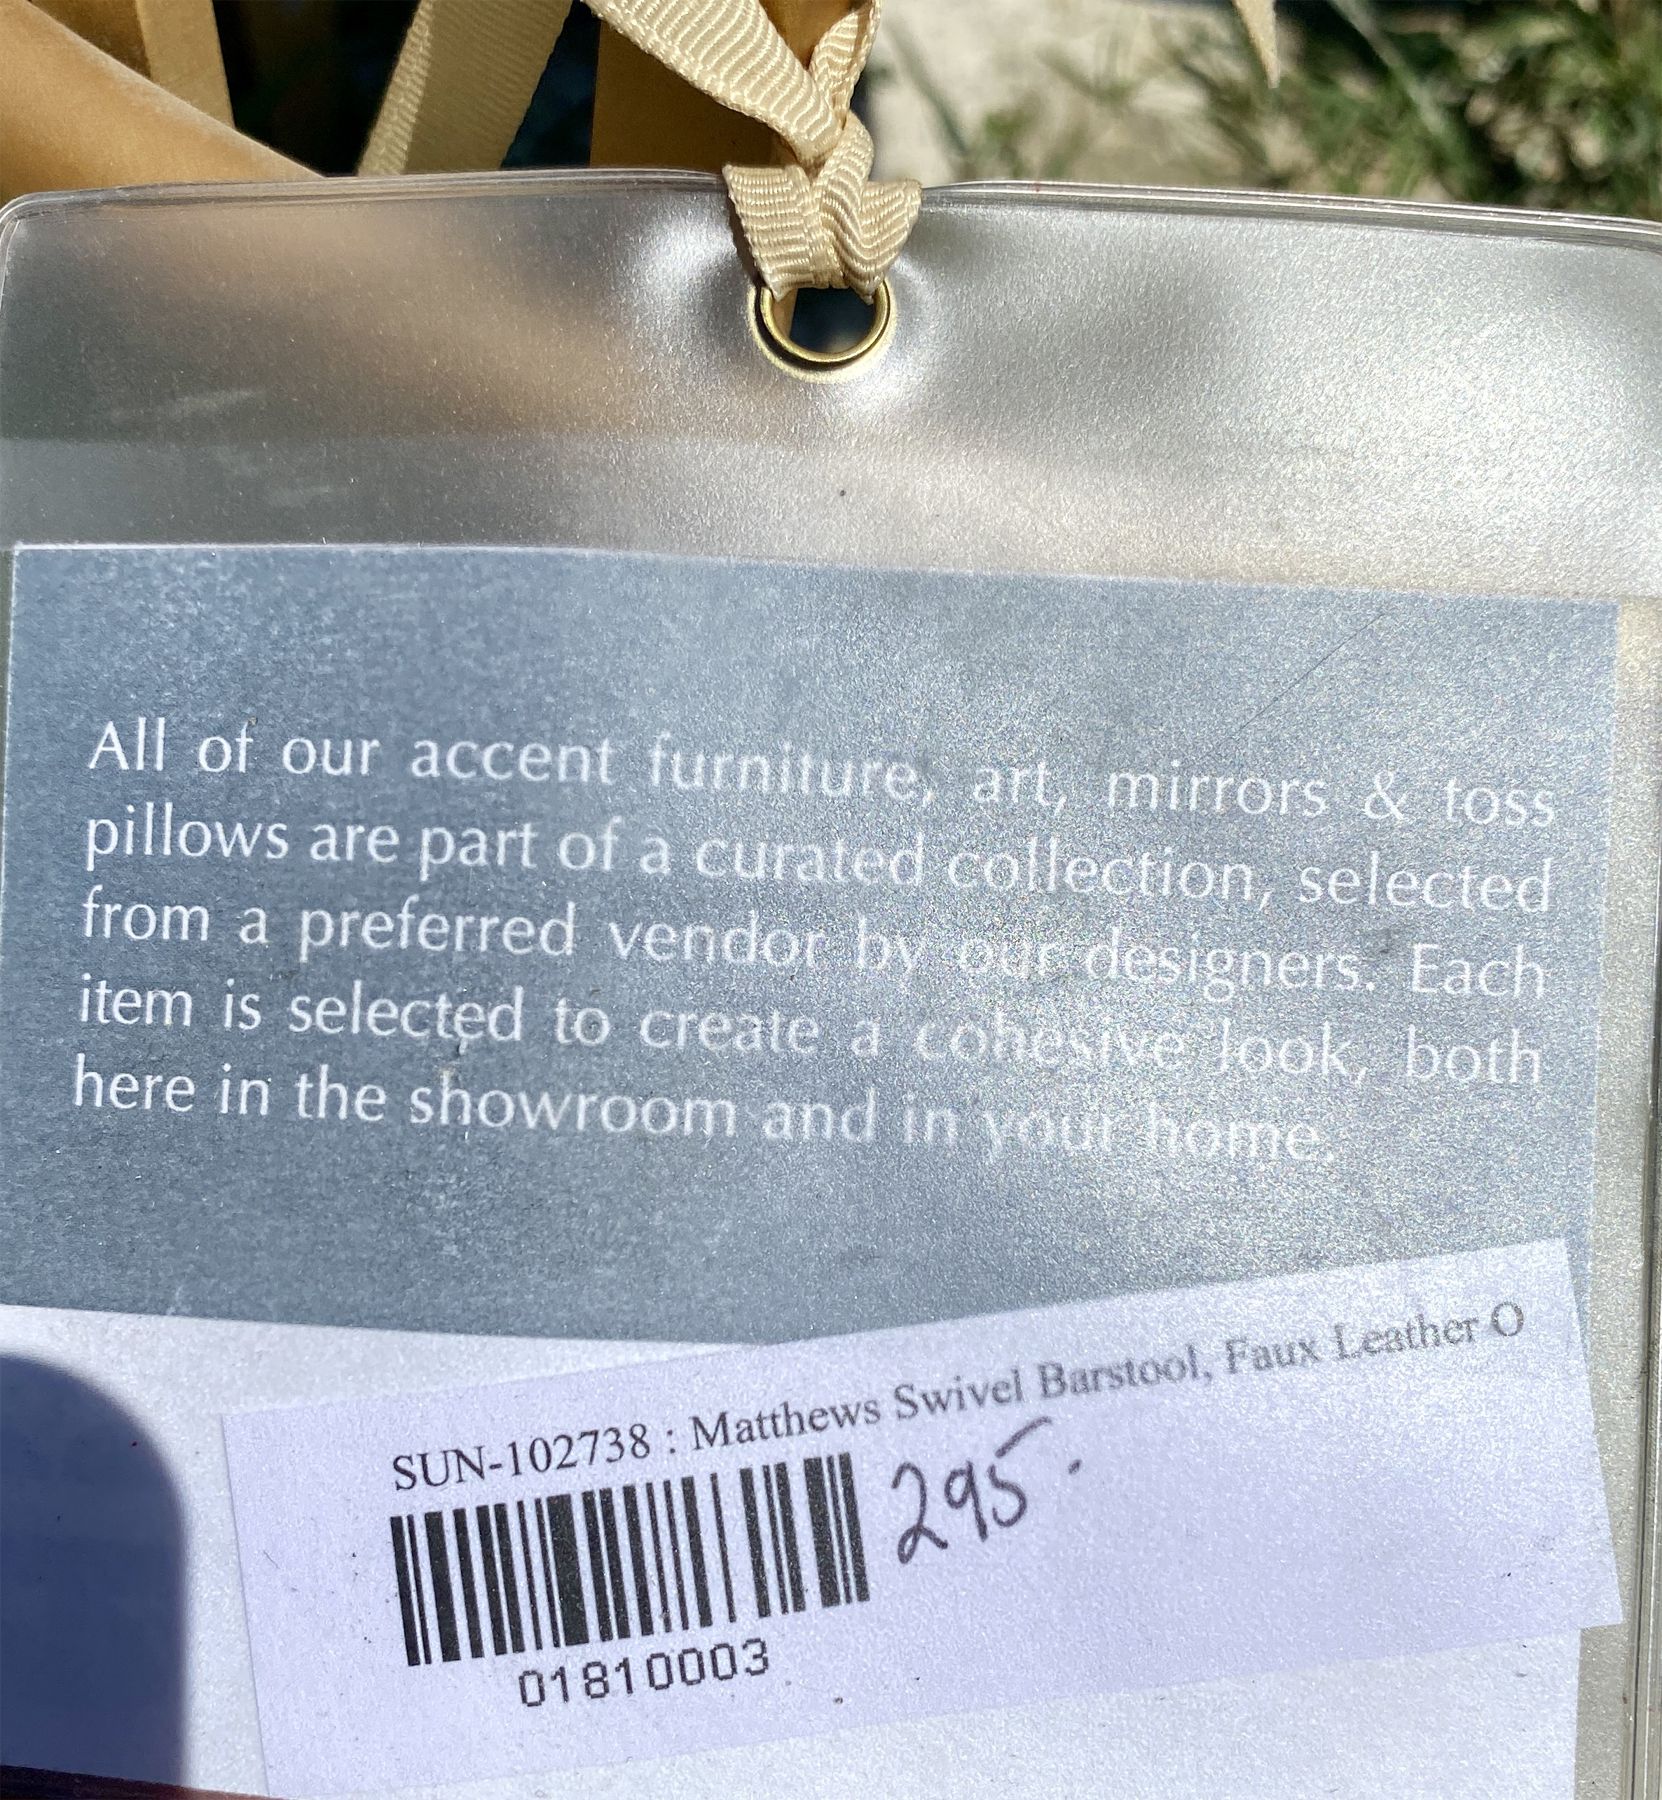 All of our accent furniture, art, mirrors & toss
pillows are part of a curated collection, selected
from a preferred vendor by our designers. Each
item is selected to create a cohesive look, both
here in the showroom and in your home.
SUN-102738 : Matthews Swivel Barstool, Faux Leather O
295.
01810003